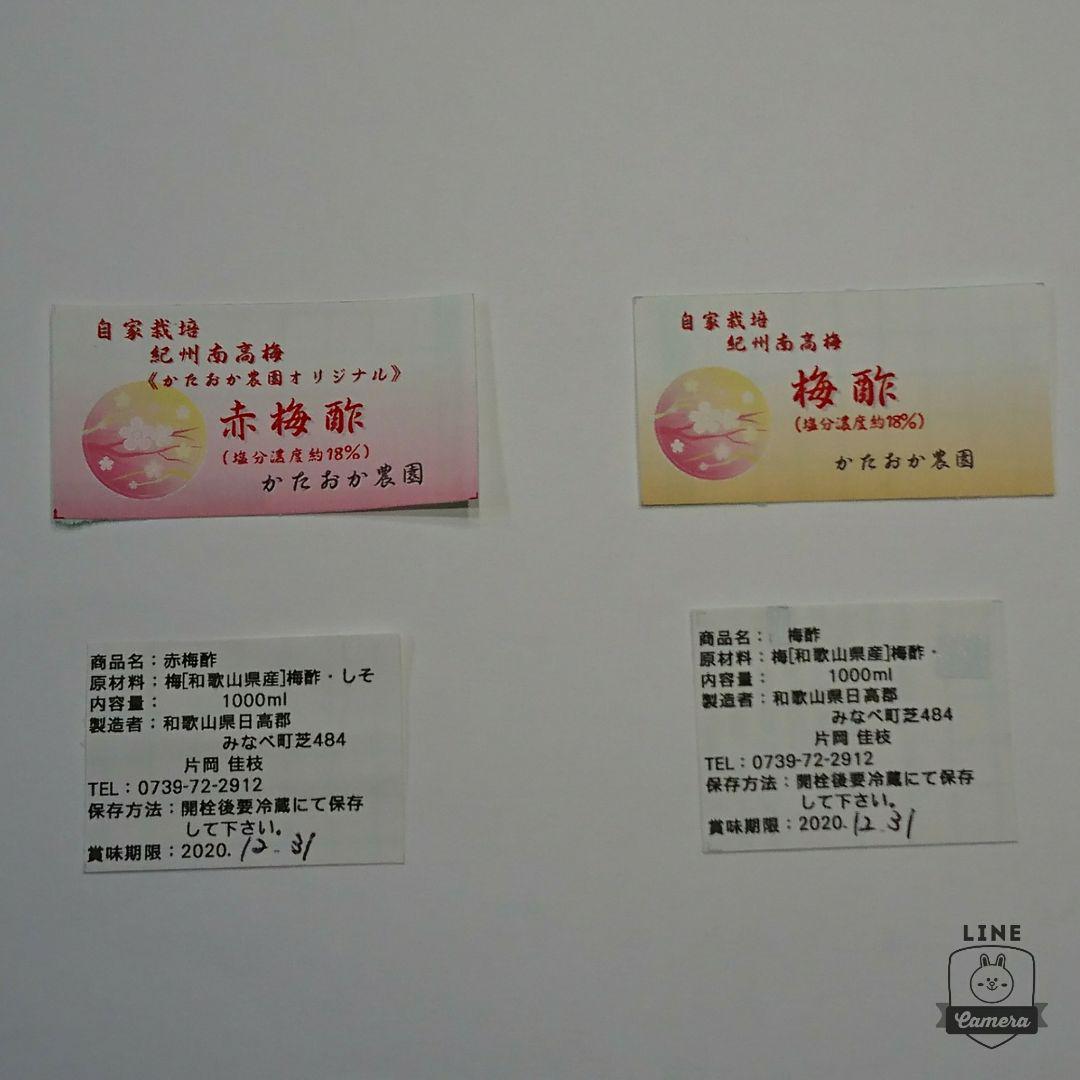 自家栽培
紀州南高梅
《かたおか農園オリジナル》
赤梅酢
(塩分濃度約18%)
かたおか農園
自家栽培
紀州南高梅
梅酢
(塩分濃度約18%)
かたおか農園
商品名：赤梅酢
原材料：梅[和歌山県産]梅酢・しそ
内容量： 1000ml
製造者：和歌山県日高郡
みなべ町芝484
片岡 佳枝
TEL：0739-72-2912
保存方法：開栓後要冷蔵にて保存
して下さい。
賞味期限：2020. 12. 31
商品名： 梅酢
原材料：梅[和歌山県産]梅酢・
内容量： 1000ml
製造者：和歌山県日高郡
みなべ町芝484
片岡 佳枝
TEL：0739-72-2912
保存方法：開栓後要冷蔵にて保存
して下さい。
賞味期限：2020. 12. 31
LINE
Camera